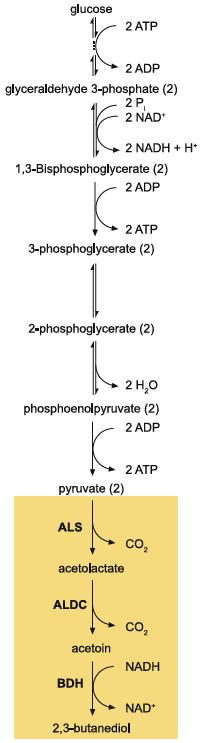 glucose
2 ATP
2 ADP
glyceraldehyde 3-phosphate (2)
2 Pi
2 NAD⁺
2 NADH + H⁺
1,3-Bisphosphoglycerate (2)
2 ADP
2 ATP
3-phosphoglycerate (2)
2-phosphoglycerate (2)
2 H₂O
phosphoenolpyruvate (2)
2 ADP
2 ATP
pyruvate (2)
ALS
CO₂
acetolactate
ALDC
CO₂
acetoin
BDH
NADH
NAD⁺
2,3-butanediol